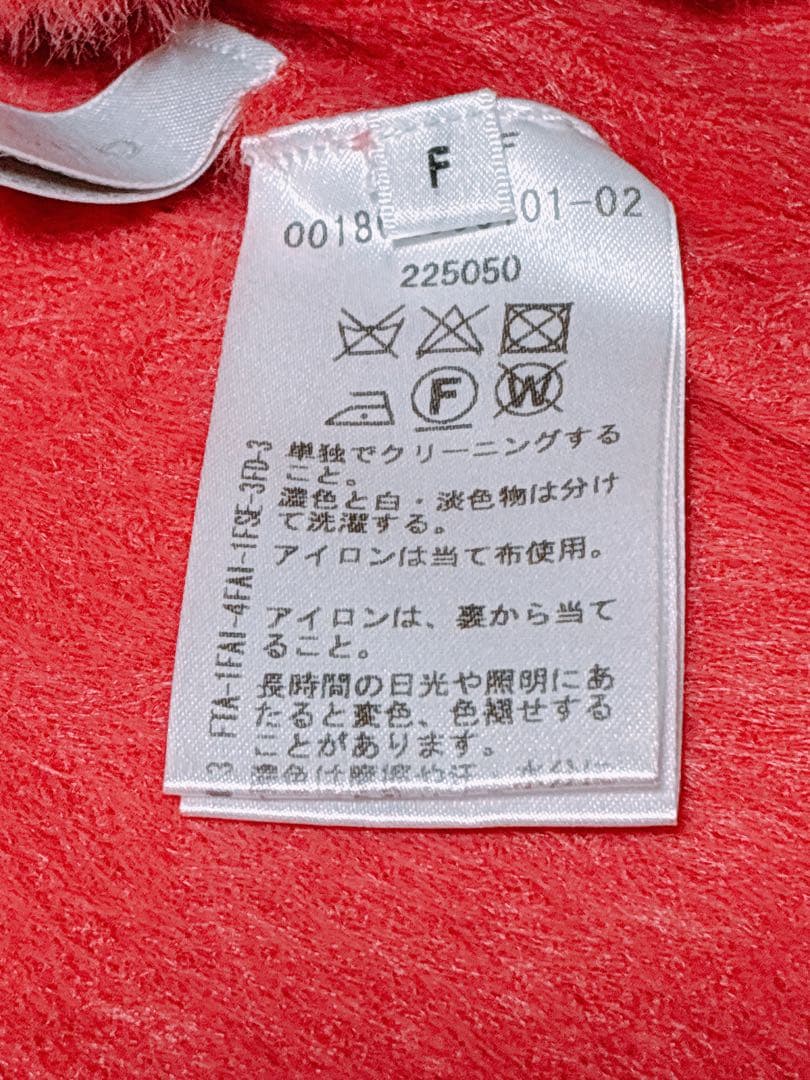 F
225050
F
W
単独でクリーニングする
こと。
濃色と白・淡色物は分け
て洗濯する。
アイロンは当て布使用。
アイロンは、裏から当て
ること。
長時間の日光や照明にあ
たると変色、色褪せする
ことがあります。
FTA-1FAI-4FAI-1FSE-3FD-3